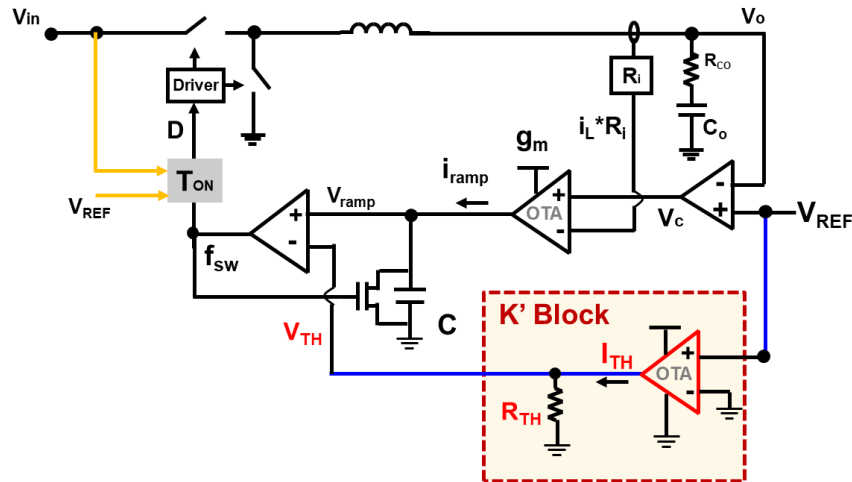 Vin
Vo
Driver
Ri
RCO
D
iL*Ri
Co
gm
TON
iramp
Vramp
OTA
VREF
+
-
-
+
fsw
+
-
Vc
-
+
VREF
C
K' Block
VTH
ITH
OTA
+
-
RTH